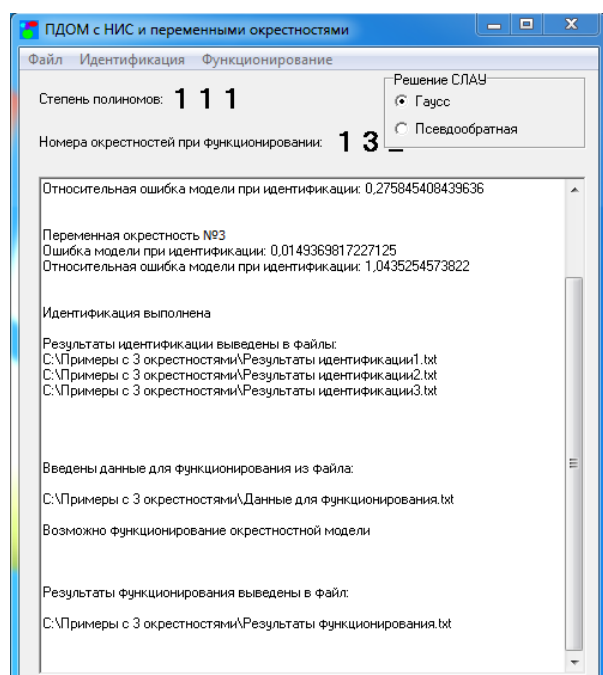 ПДОМ с НИС и переменными окрестностями
Файл Идентификация Функционирование
Степень полиномов: 1 1 1
Решение СЛАУ
Гаусс
Псевдообратная
Номера окрестностей при функционировании: 1 3
Относительная ошибка модели при идентификации: 0,275845408439636
Переменная окрестность №3
Ошибка модели при идентификации: 0,0149369817227125
Относительная ошибка модели при идентификации: 1,0435254573822
Идентификация выполнена
Результаты идентификации выведены в файлы:
C:\Примеры с 3 окрестностями\Результаты идентификации1.txt
C:\Примеры с 3 окрестностями\Результаты идентификации2.txt
C:\Примеры с 3 окрестностями\Результаты идентификации3.txt
Введены данные для функционирования из файла:
C:\Примеры с 3 окрестностями\Данные для функционирования.txt
Возможно функционирование окрестностной модели
Результаты функционирования выведены в файл:
C:\Примеры с 3 окрестностями\Результаты функционирования.txt